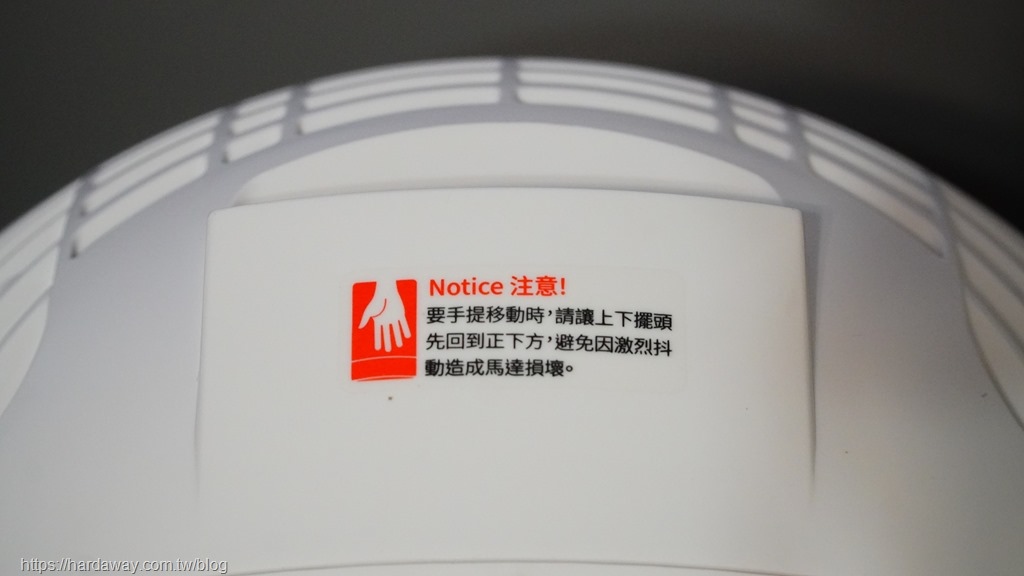 Notice 注意!
要手提移動時，請讓上下擺頭
先回到正下方，避免因激烈抖
動造成馬達損壞。
https://hardaway.com.tw/blog